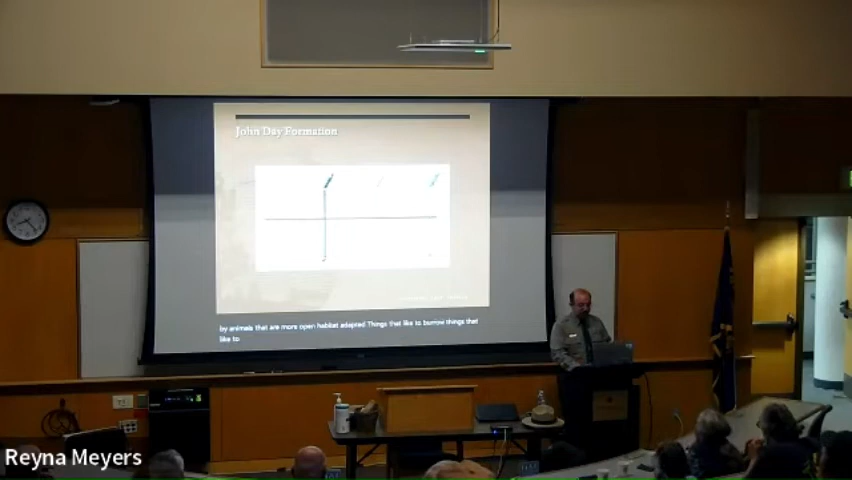 John Day Formation
by animals that are more open habitat adapted Things that like to burrow things that
like to
Reyna Meyers